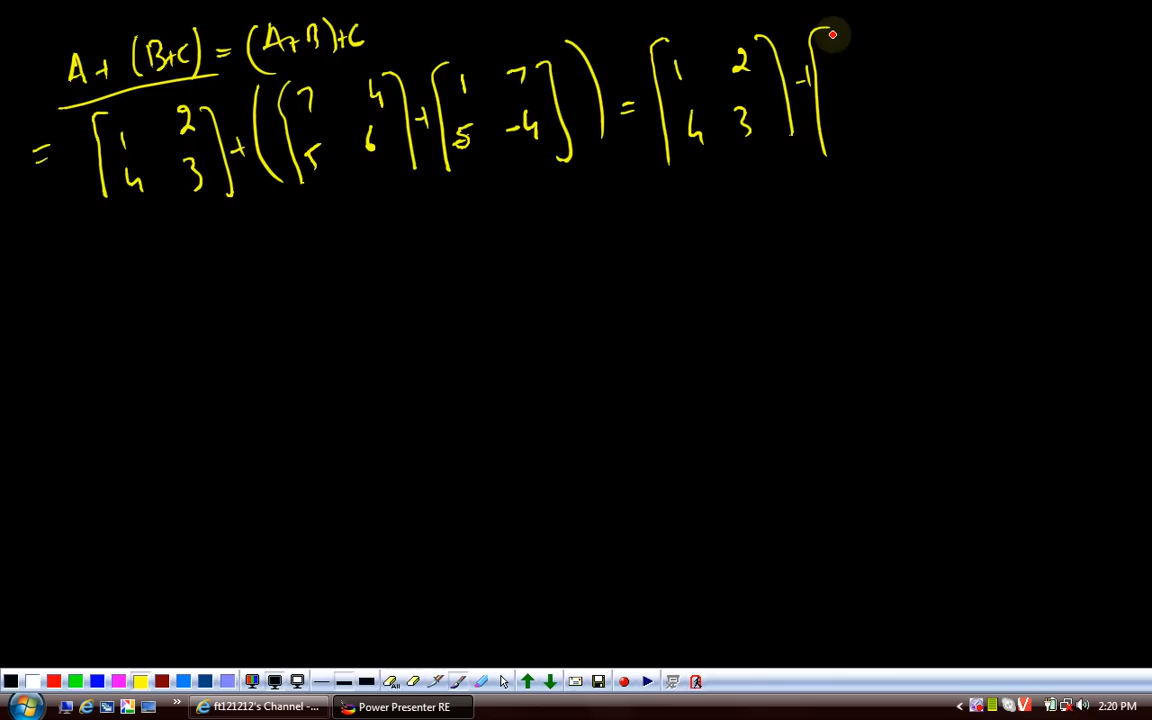 A + (B+C) = (A+B)+C
= [1 2 4 3] + ([7 4 5 6] + [1 7 5 -4]) = [1 2 4 3] + [
ft121212's Channel -... Power Presenter RE 2:20 PM